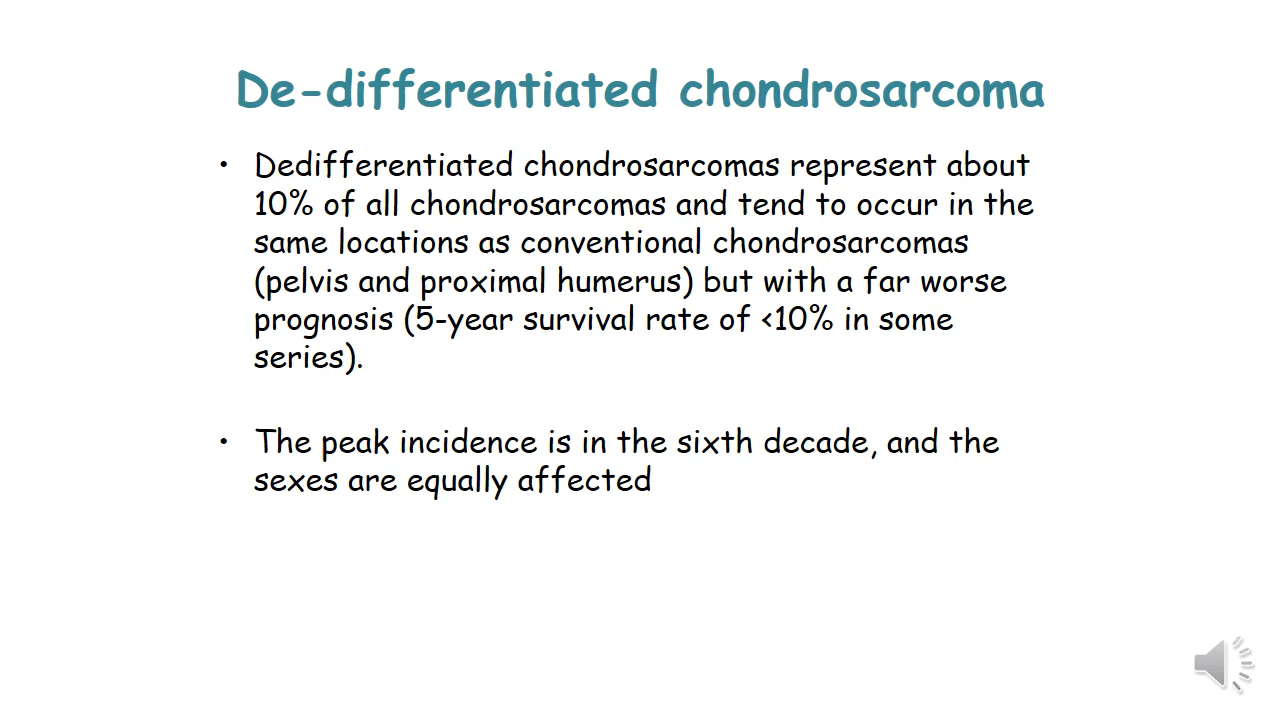 De-differentiated chondrosarcoma
• Dedifferentiated chondrosarcomas represent about
10% of all chondrosarcomas and tend to occur in the
same locations as conventional chondrosarcomas
(pelvis and proximal humerus) but with a far worse
prognosis (5-year survival rate of <10% in some
series).
• The peak incidence is in the sixth decade, and the
sexes are equally affected